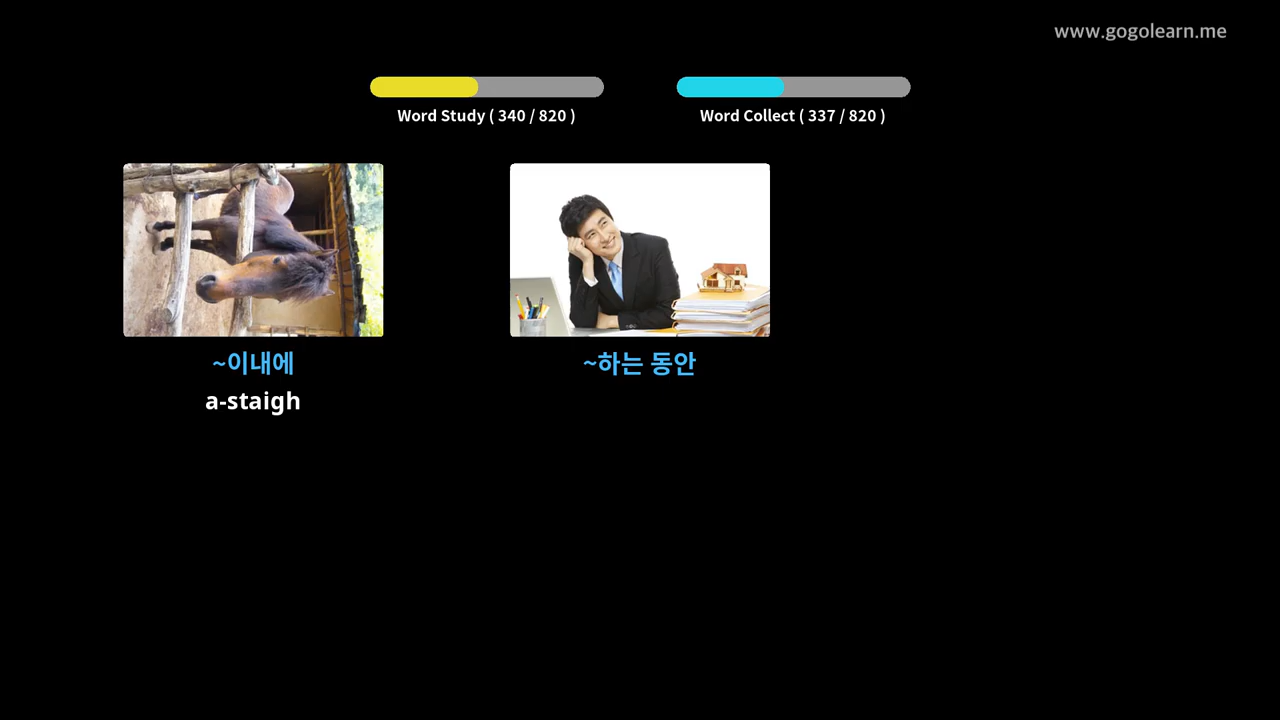 www.gogolearn.me
Word Study ( 340 / 820 )
Word Collect ( 337 / 820 )
~이내에
a-staigh
~하는 동안